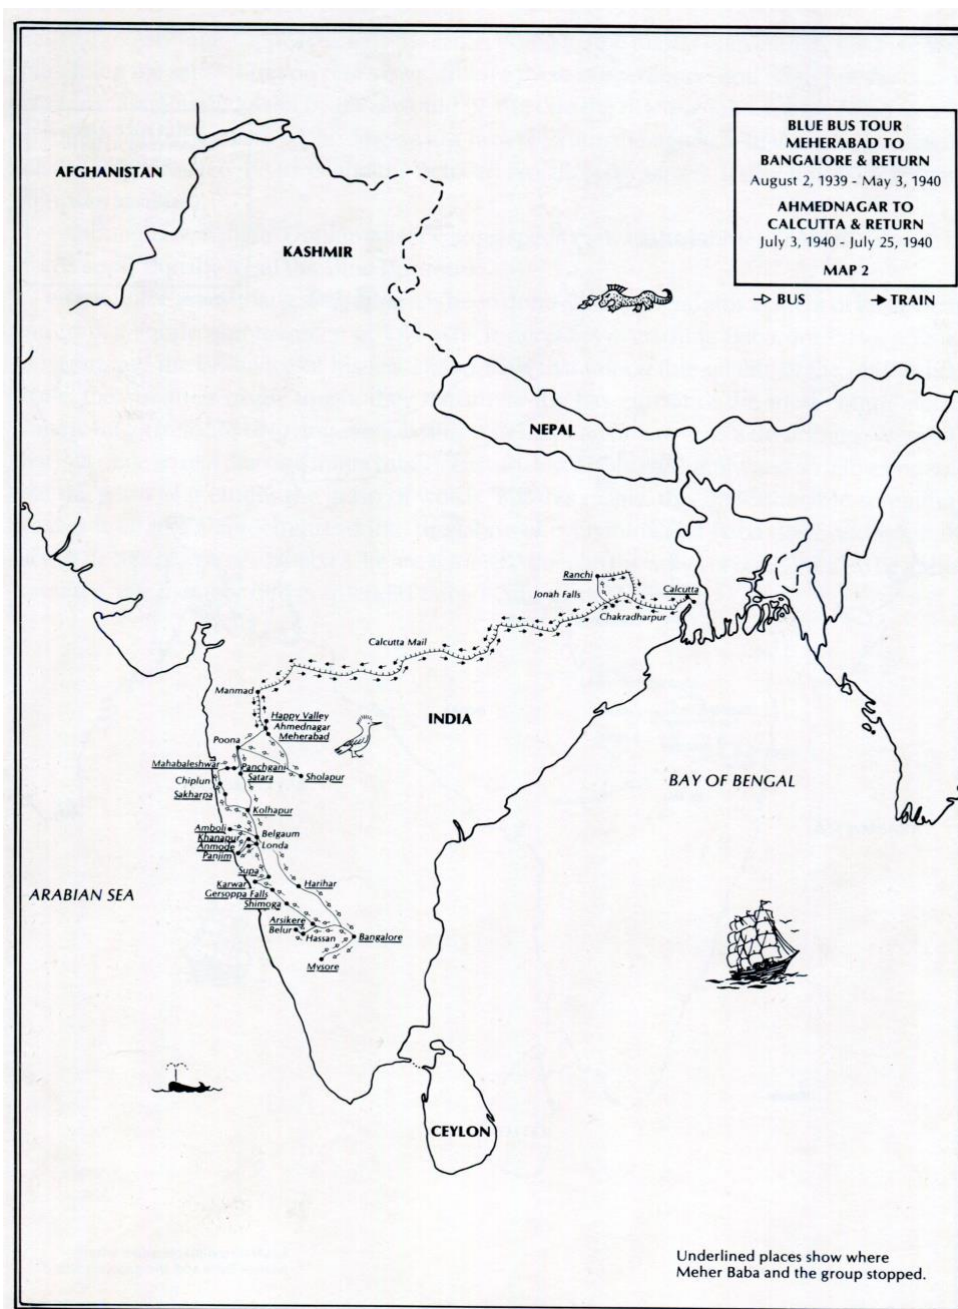 BLUE BUS TOUR
MEHERABAD TO
BANGALORE & RETURN
August 2, 1939 - May 3, 1940
AHMEDNAGAR TO
CALCUTTA & RETURN
July 3, 1940 - July 25, 1940
MAP 2
BUS
TRAIN
AFGHANISTAN
KASHMIR
NEPAL
Ranchi
Jonah Falls
Calcutta
Chakradharpur
Calcutta Mail
Manmad
INDIA
Happy Valley
Ahmednagar
Meherabad
Poona
Mahabaleshwar
Panchgani
Satara
Sholapur
Chiplun
Sakharpa
Kolhapur
BAY OF BENGAL
Amboli
Khanapur
Anmode
Panjim
Belgaum
Londa
Supa
Karwar
Gersoppa Falls
Shimoga
Harihar
ARABIAN SEA
Arsikere
Belur
Hassan
Bangalore
Mysore
CEYLON
Underlined places show where
Meher Baba and the group stopped.